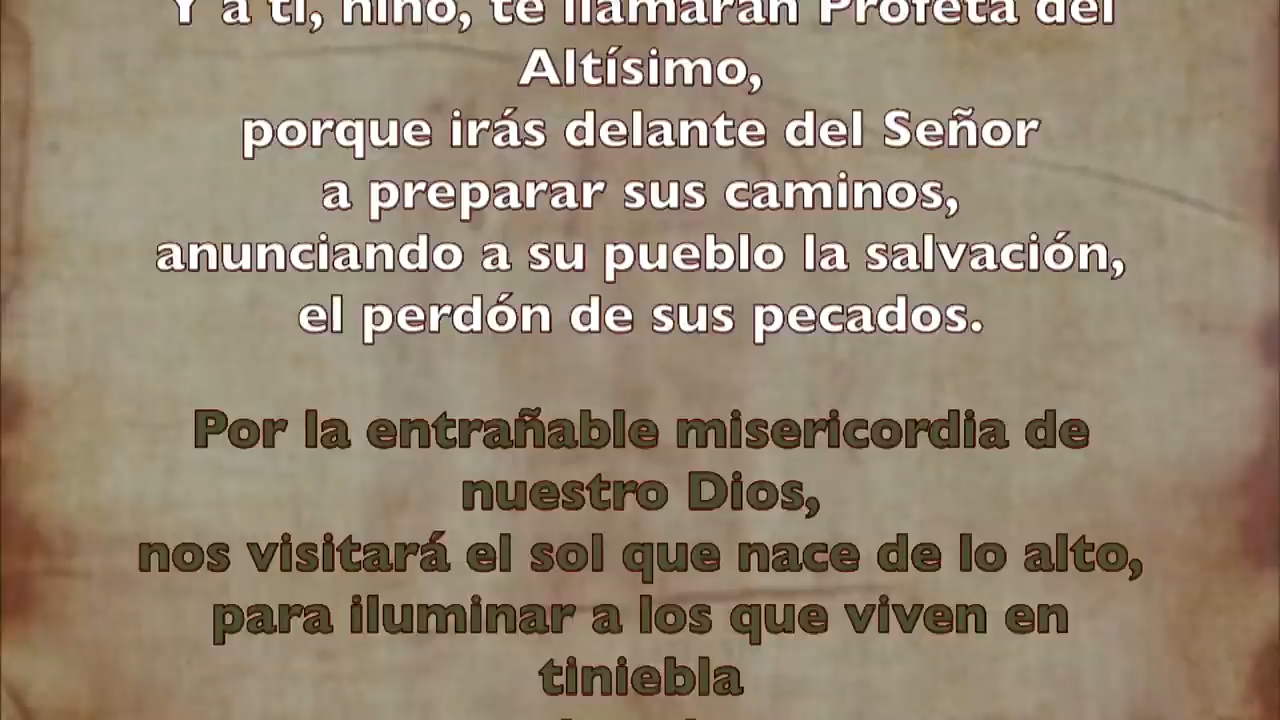 Y a ti, niño, te llamarán Profeta del
Altísimo,
porque irás delante del Señor
a preparar sus caminos,
anunciando a su pueblo la salvación,
el perdón de sus pecados.
Por la entrañable misericordia de
nuestro Dios,
nos visitará el sol que nace de lo alto,
para iluminar a los que viven en
tiniebla